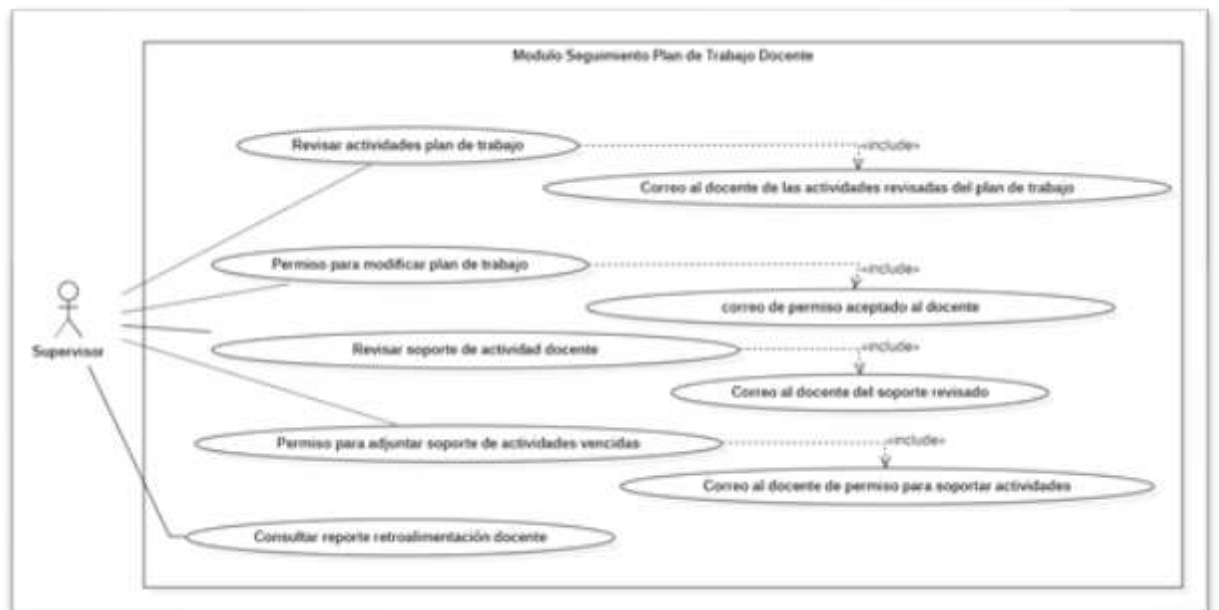 Modulo Seguimiento Plan de Trabajo Docente
Revisar actividades plan de trabajo
«include»
Correo al docente de las actividades revisadas del plan de trabajo
Permiso para modificar plan de trabajo
«include»
correo de permiso aceptado al docente
Supervisor
Revisar soporte de actividad docente
«include»
Correo al docente del soporte revisado
Permiso para adjuntar soporte de actividades vencidas
«include»
Correo al docente de permiso para soportar actividades
Consultar reporte retroalimentación docente